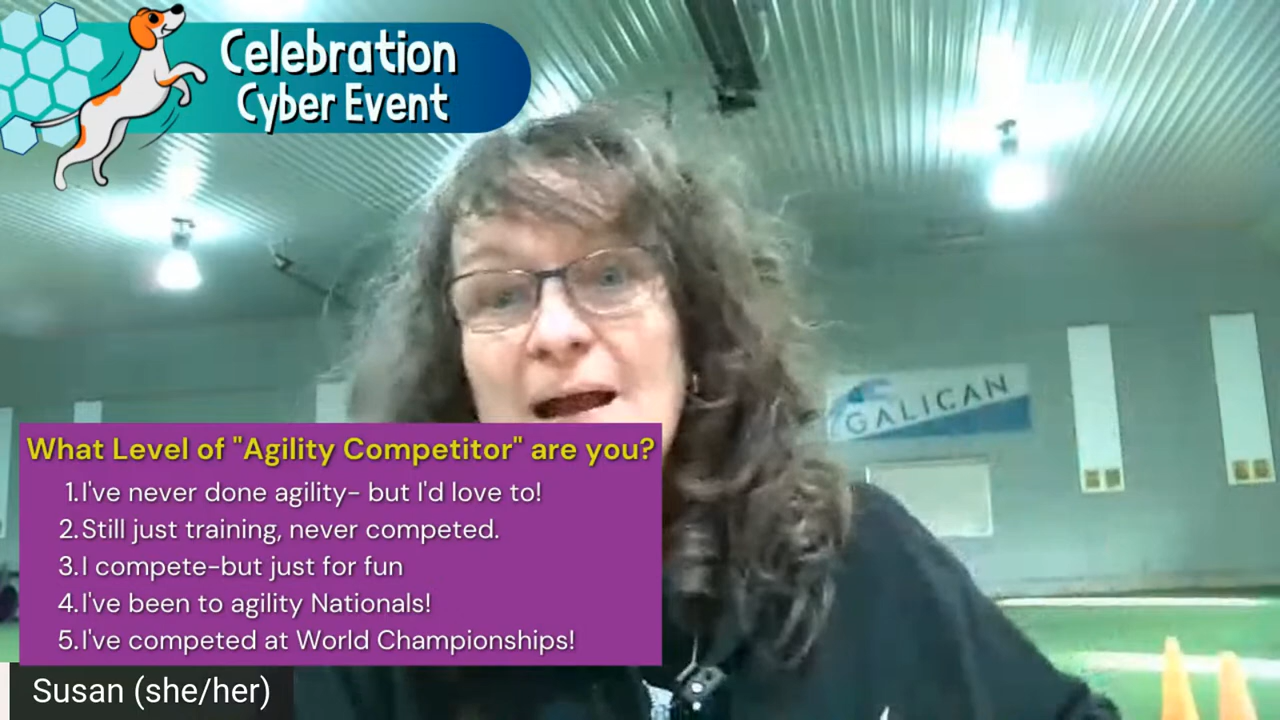 Celebration
Cyber Event
GALICAN
What Level of "Agility Competitor" are you?
1.I've never done agility- but I'd love to!
2.Still just training, never competed.
3.I compete-but just for fun
4.I've been to agility Nationals!
5.I've competed at World Championships!
Susan (she/her)